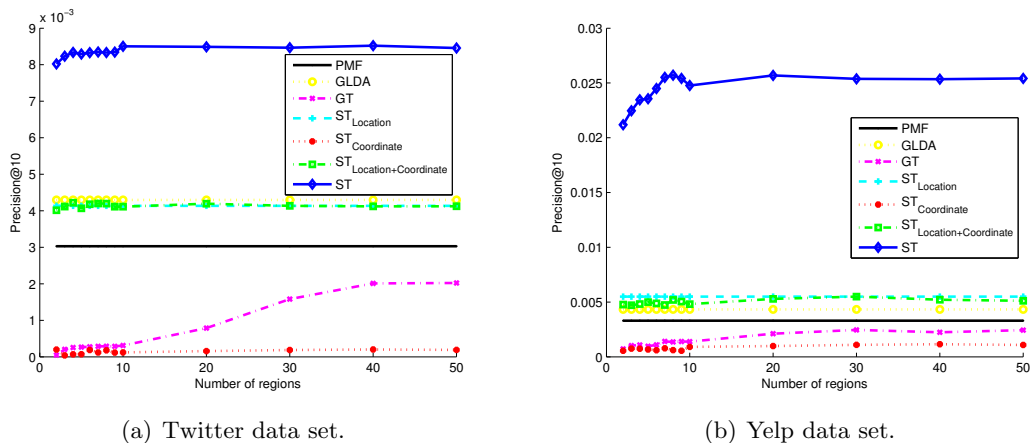 x 10⁻³
9
8
7
6
5
4
3
2
1
0
Precision@10
0 10 20 30 40 50
Number of regions
PMF
GLDA
GT
ST_Location
ST_Coordinate
ST_Location+Coordinate
ST
(a) Twitter data set.
0.03
0.025
0.02
0.015
0.01
0.005
0
Precision@10
0 10 20 30 40 50
Number of regions
PMF
GLDA
GT
ST_Location
ST_Coordinate
ST_Location+Coordinate
ST
(b) Yelp data set.